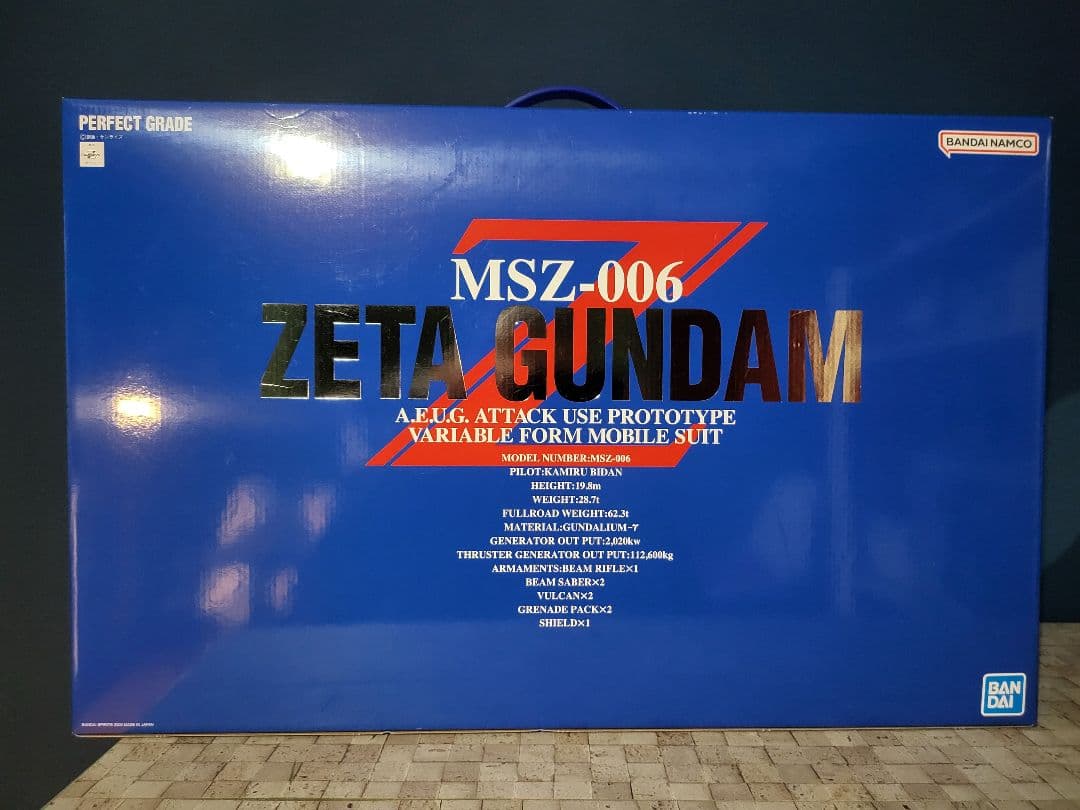 PERFECT GRADE
BANDAI NAMCO
MSZ-006
ZETA GUNDAM
A.E.U.G. ATTACK USE PROTOTYPE
VARIABLE FORM MOBILE SUIT
MODEL NUMBER:MSZ-006
PILOT:KAMIRU BIDAN
HEIGHT:19.8m
WEIGHT:28.7t
FULLROAD WEIGHT:62.3t
MATERIAL:GUNDALIUM-γ
GENERATOR OUT PUT:2,020kw
THRUSTER GENERATOR OUT PUT:112,600kg
ARMAMENTS:BEAM RIFLE×1
BEAM SABER×2
VULCAN×2
GRENADE PACK×2
SHIELD×1
BAN
DAI